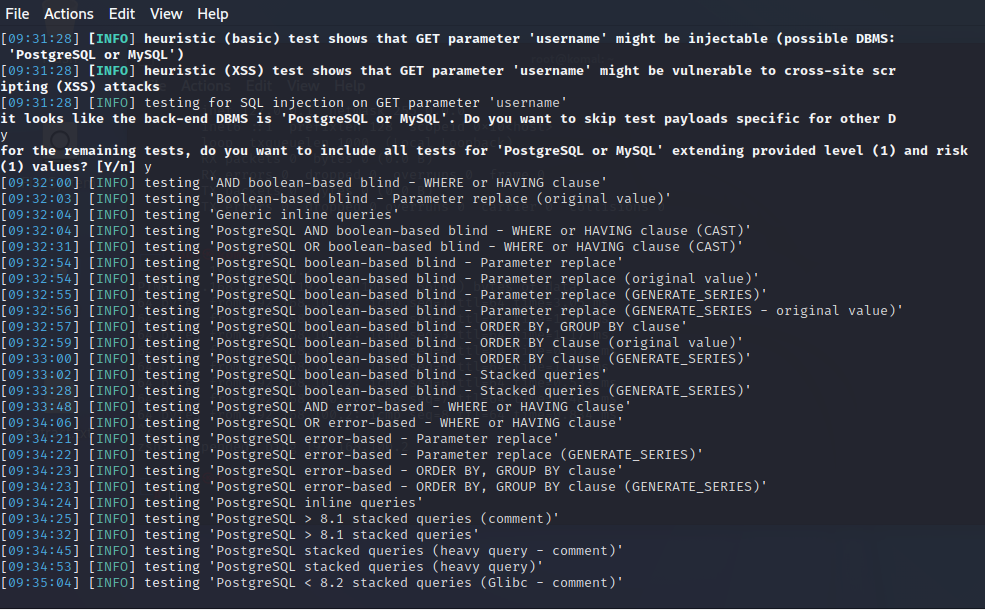 File Actions Edit View Help
[09:31:28] [INFO] heuristic (basic) test shows that GET parameter 'username' might be injectable (possible DBMS:
'PostgreSQL or MySQL')
[09:31:28] [INFO] heuristic (XSS) test shows that GET parameter 'username' might be vulnerable to cross-site scr
ipting (XSS) attacks
[09:31:28] [INFO] testing for SQL injection on GET parameter 'username'
it looks like the back-end DBMS is 'PostgreSQL or MySQL'. Do you want to skip test payloads specific for other D
y
for the remaining tests, do you want to include all tests for 'PostgreSQL or MySQL' extending provided level (1) and risk
(1) values? [Y/n] y
[09:32:00] [INFO] testing 'AND boolean-based blind - WHERE or HAVING clause'
[09:32:03] [INFO] testing 'Boolean-based blind - Parameter replace (original value)'
[09:32:04] [INFO] testing 'Generic inline queries'
[09:32:04] [INFO] testing 'PostgreSQL AND boolean-based blind - WHERE or HAVING clause (CAST)'
[09:32:31] [INFO] testing 'PostgreSQL OR boolean-based blind - WHERE or HAVING clause (CAST)'
[09:32:54] [INFO] testing 'PostgreSQL boolean-based blind - Parameter replace'
[09:32:54] [INFO] testing 'PostgreSQL boolean-based blind - Parameter replace (original value)'
[09:32:55] [INFO] testing 'PostgreSQL boolean-based blind - Parameter replace (GENERATE_SERIES)'
[09:32:56] [INFO] testing 'PostgreSQL boolean-based blind - Parameter replace (GENERATE_SERIES - original value)'
[09:32:57] [INFO] testing 'PostgreSQL boolean-based blind - ORDER BY, GROUP BY clause'
[09:32:59] [INFO] testing 'PostgreSQL boolean-based blind - ORDER BY clause (original value)'
[09:33:00] [INFO] testing 'PostgreSQL boolean-based blind - ORDER BY clause (GENERATE_SERIES)'
[09:33:02] [INFO] testing 'PostgreSQL boolean-based blind - Stacked queries'
[09:33:28] [INFO] testing 'PostgreSQL boolean-based blind - Stacked queries (GENERATE_SERIES)'
[09:33:48] [INFO] testing 'PostgreSQL AND error-based - WHERE or HAVING clause'
[09:34:06] [INFO] testing 'PostgreSQL OR error-based - WHERE or HAVING clause'
[09:34:21] [INFO] testing 'PostgreSQL error-based - Parameter replace'
[09:34:22] [INFO] testing 'PostgreSQL error-based - Parameter replace (GENERATE_SERIES)'
[09:34:23] [INFO] testing 'PostgreSQL error-based - ORDER BY, GROUP BY clause'
[09:34:23] [INFO] testing 'PostgreSQL error-based - ORDER BY, GROUP BY clause (GENERATE_SERIES)'
[09:34:24] [INFO] testing 'PostgreSQL inline queries'
[09:34:25] [INFO] testing 'PostgreSQL > 8.1 stacked queries (comment)'
[09:34:32] [INFO] testing 'PostgreSQL > 8.1 stacked queries'
[09:34:45] [INFO] testing 'PostgreSQL stacked queries (heavy query - comment)'
[09:34:53] [INFO] testing 'PostgreSQL stacked queries (heavy query)'
[09:35:04] [INFO] testing 'PostgreSQL < 8.2 stacked queries (Glibc - comment)'